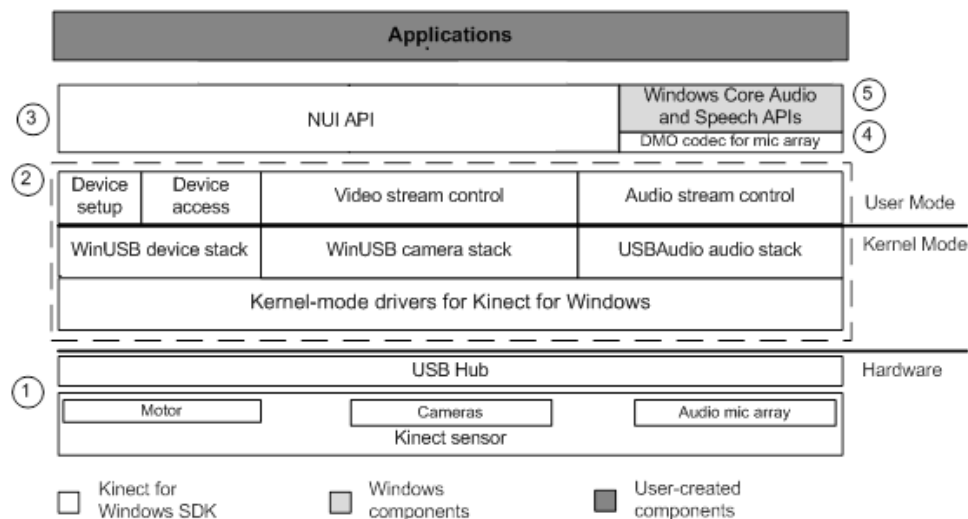 Applications
3
NUI API
Windows Core Audio
and Speech APIs
5
DMO codec for mic array
4
2
Device
setup
Device
access
Video stream control
Audio stream control
User Mode
WinUSB device stack
WinUSB camera stack
USBAudio audio stack
Kernel Mode
Kernel-mode drivers for Kinect for Windows
USB Hub
Hardware
1
Motor
Cameras
Audio mic array
Kinect sensor
Kinect for
Windows SDK
Windows
components
User-created
components